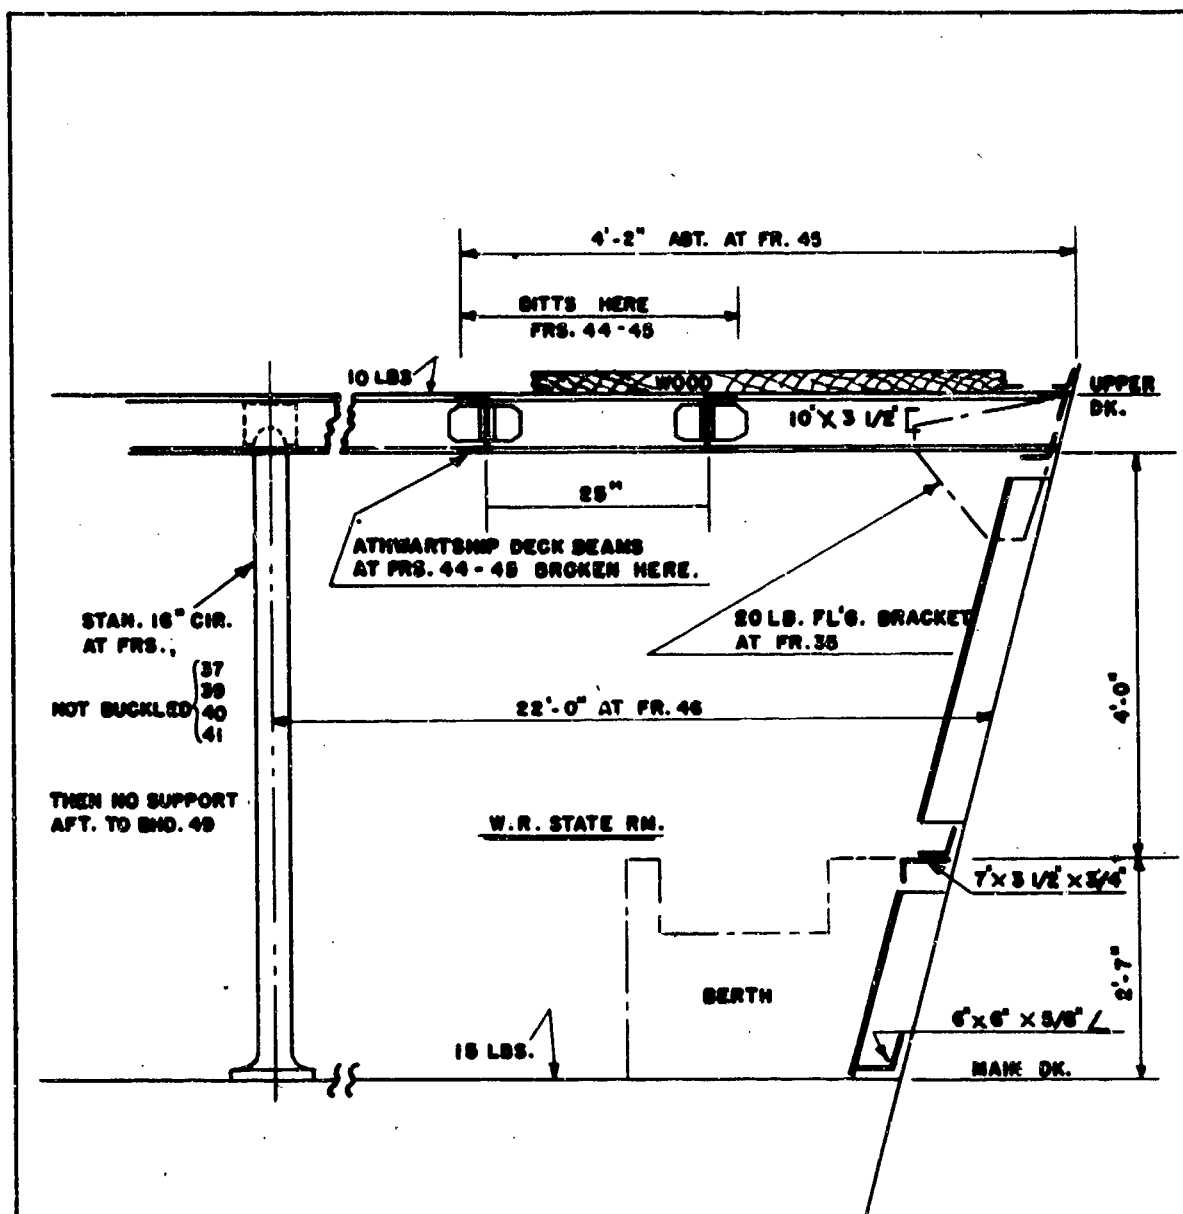 4'-2" ABT. AT FR. 45
BITTS HERE
FRS. 44-45
10 LBS
WOOD
UPPER
DK.
10" X 3 1/2"
25"
ATHWARTSHIP DECK BEAMS
AT FRS. 44-45 BROKEN HERE.
STAN. 16" CIR.
AT FRS.,
37
39
NOT BUCKLED
40
41
20 LB. FL'G. BRACKET
AT FR. 35
4'-0"
22'-0" AT FR. 46
THEN NO SUPPORT
AFT. TO BHD. 49
W.R. STATE RM.
7" X 3 1/2" X 3/4"
BERTH
2'-7"
6" X 6" X 5/8" L
15 LBS.
MAIN DK.